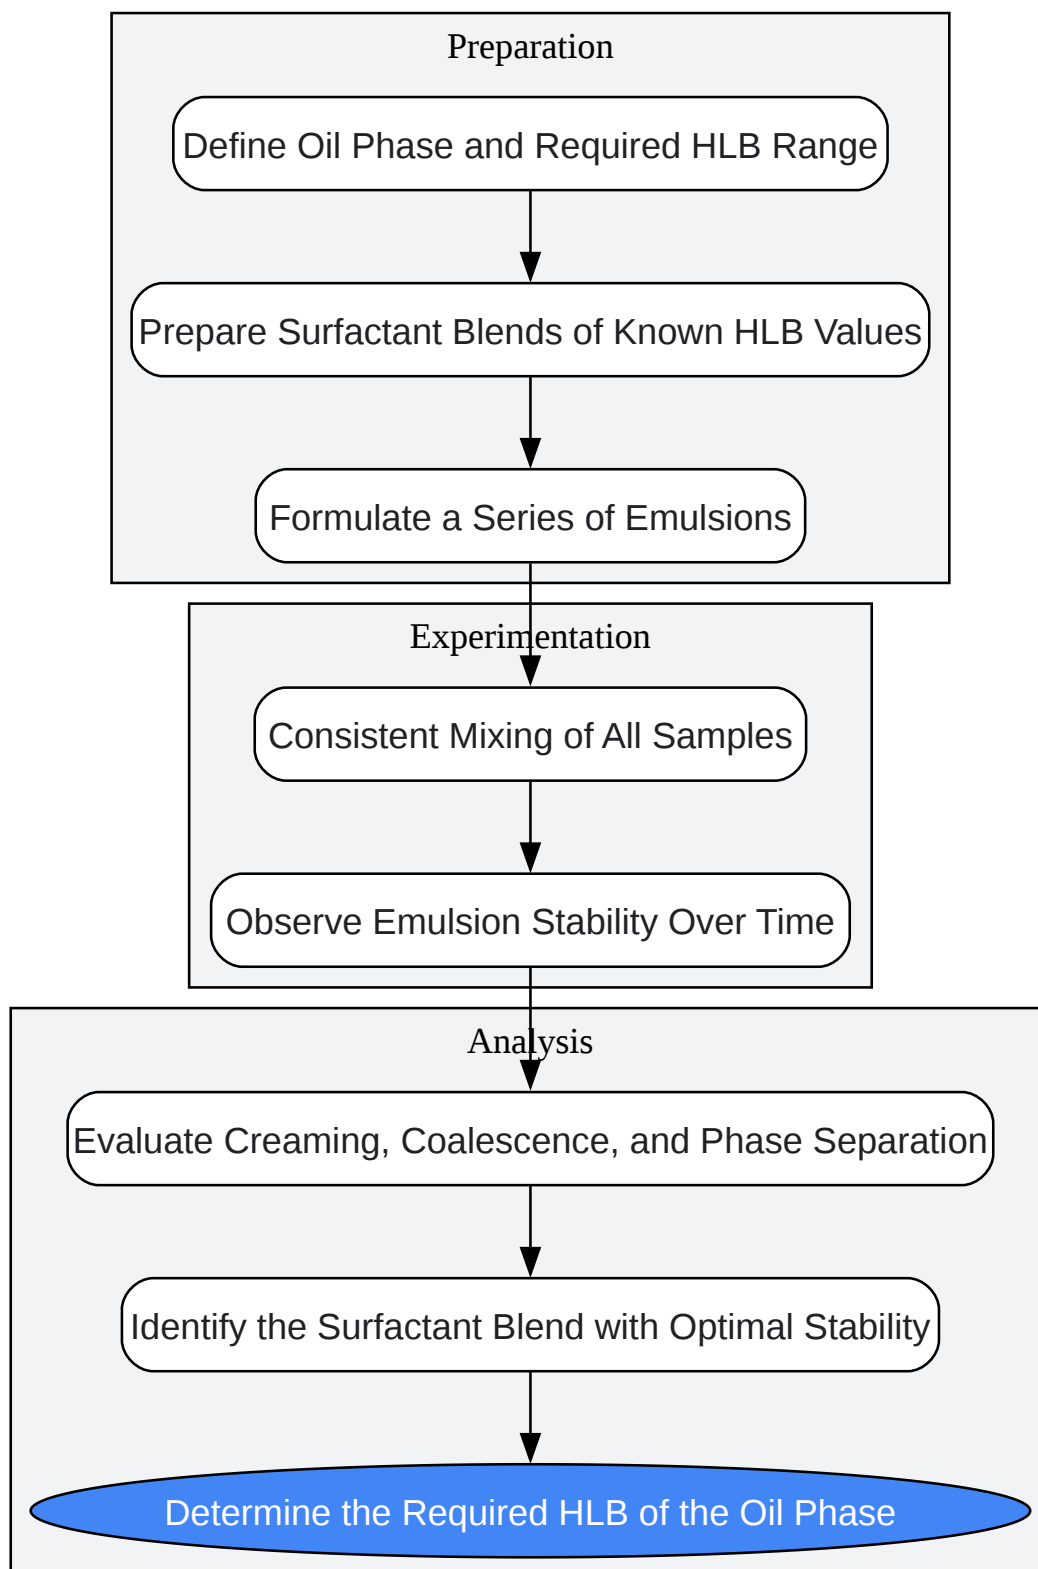 Preparation
Define Oil Phase and Required HLB Range
Prepare Surfactant Blends of Known HLB Values
Formulate a Series of Emulsions
Experimentation
Consistent Mixing of All Samples
Observe Emulsion Stability Over Time
Analysis
Evaluate Creaming, Coalescence, and Phase Separation
Identify the Surfactant Blend with Optimal Stability
Determine the Required HLB of the Oil Phase